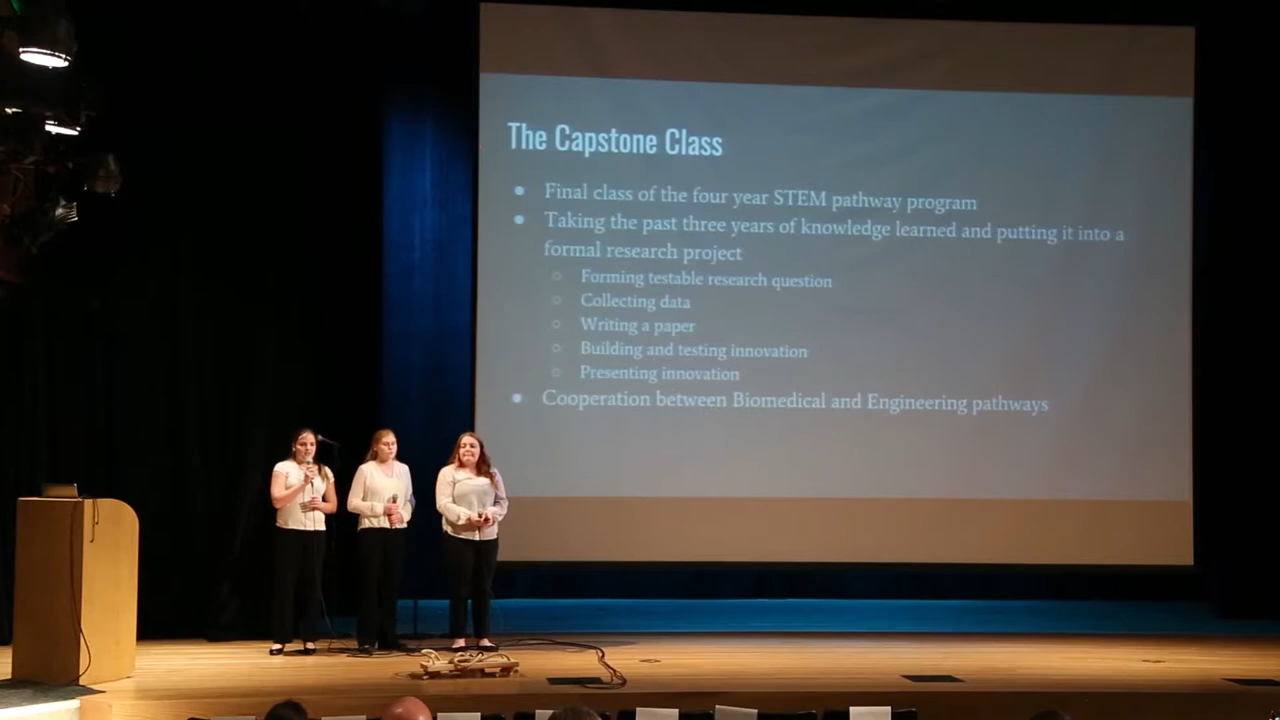 The Capstone Class
● Final class of the four year STEM pathway program
● Taking the past three years of knowledge learned and putting it into a
formal research project
○ Forming testable research question
○ Collecting data
○ Writing a paper
○ Building and testing innovation
○ Presenting innovation
● Cooperation between Biomedical and Engineering pathways